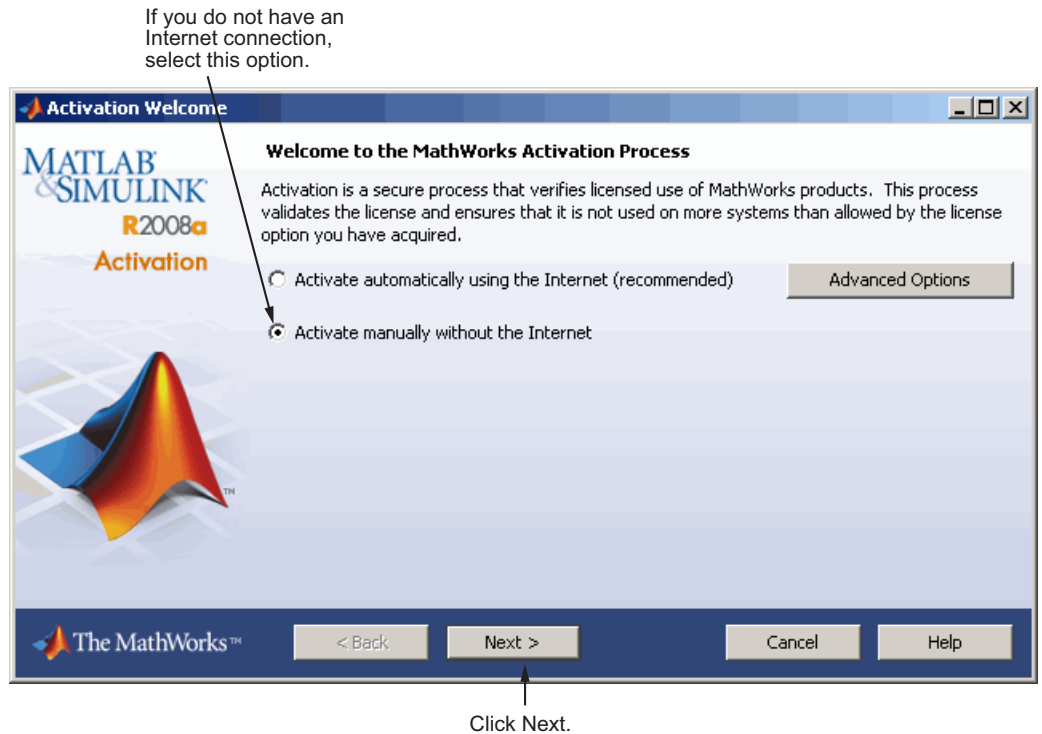 If you do not have an
Internet connection,
select this option.
Activation Welcome
MATLAB®
&SIMULINK®
R2008a
Activation
Welcome to the MathWorks Activation Process
Activation is a secure process that verifies licensed use of MathWorks products. This process
validates the license and ensures that it is not used on more systems than allowed by the license
option you have acquired.
Activate automatically using the Internet (recommended)
Advanced Options
Activate manually without the Internet
TM
The MathWorks™
< Back
Next >
Cancel
Help
Click Next.